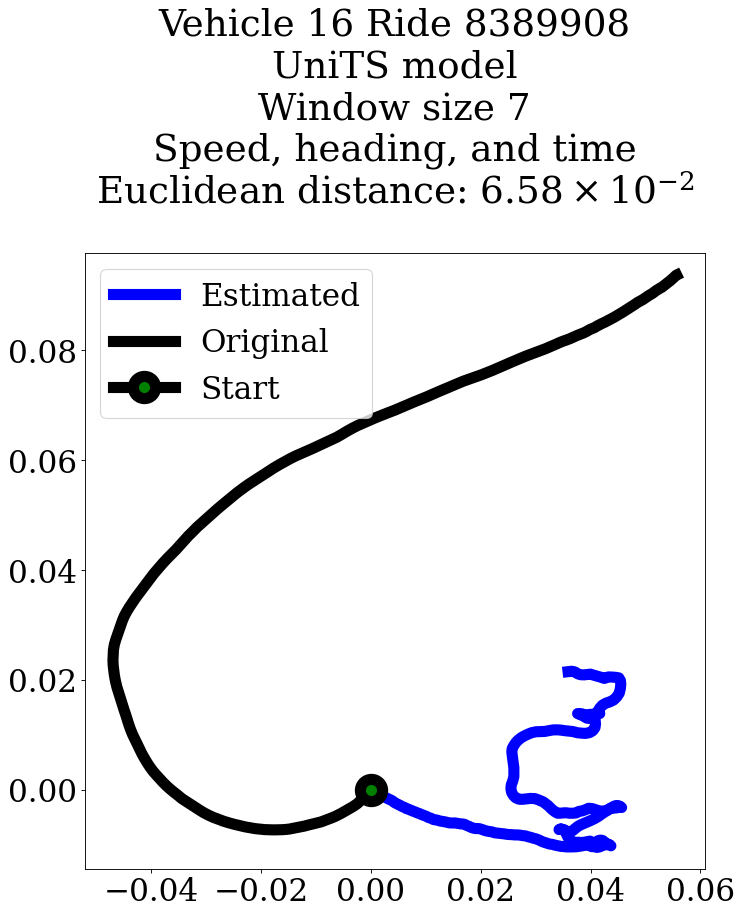 Vehicle 16 Ride 8389908
UniTS model
Window size 7
Speed, heading, and time
Euclidean distance: 6.58 × 10⁻²
Estimated
Original
Start
0.08
0.06
0.04
0.02
0.00
−0.04 −0.02 0.00 0.02 0.04 0.06